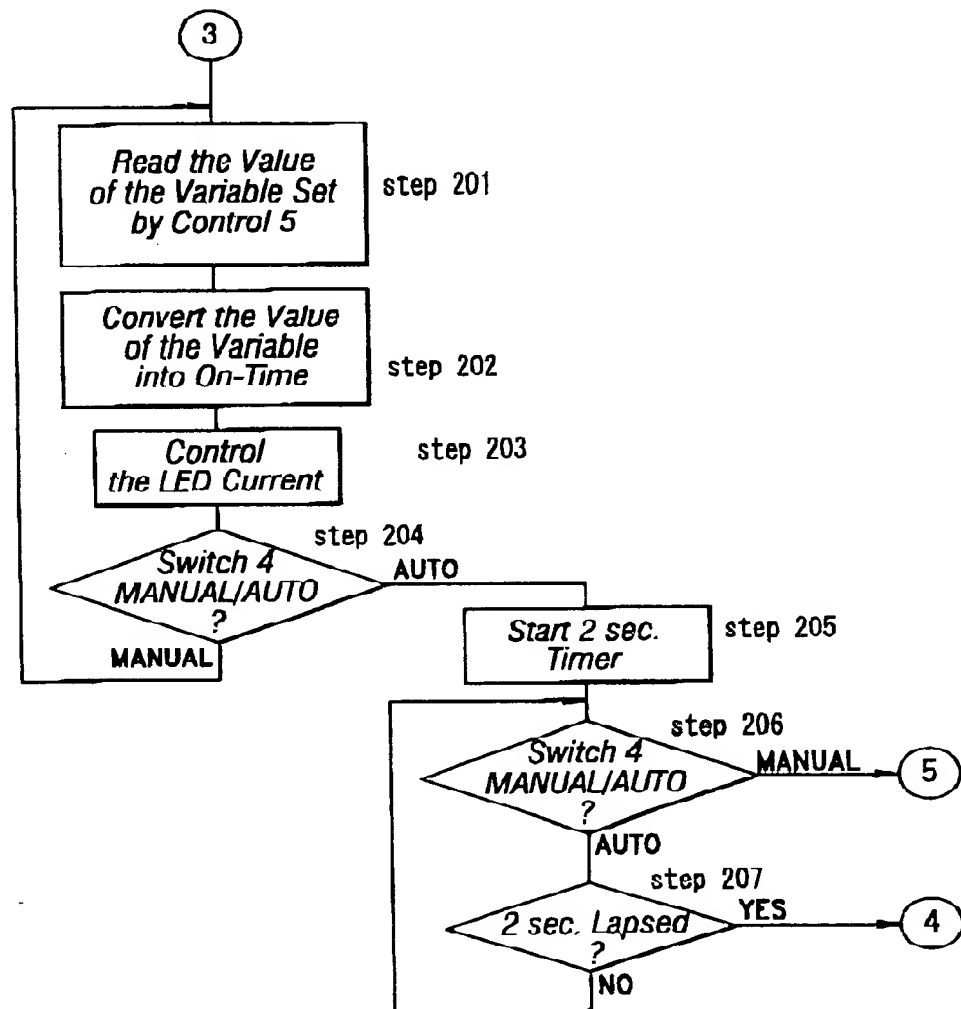 3
Read the Value
of the Variable Set
by Control 5
step 201
Convert the Value
of the Variable
into On-Time
step 202
Control
the LED Current
step 203
step 204
Switch 4
MANUAL/AUTO
?
AUTO
MANUAL
Start 2 sec.
Timer
step 205
step 206
Switch 4
MANUAL/AUTO
?
MANUAL
5
AUTO
step 207
2 sec. Lapsed
?
YES
4
NO